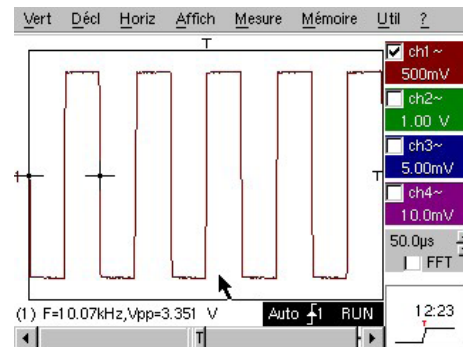 Vert Décl Horiz Affich Mesure Mémoire Util ?
T
ch1~
500mV
ch2~
1.00 V
ch3~
5.00mV
ch4~
10.0mV
T
50.0µs
FFT
(1) F=10.07kHz,Vpp=3.351 V
Auto 1 RUN
12:23
T